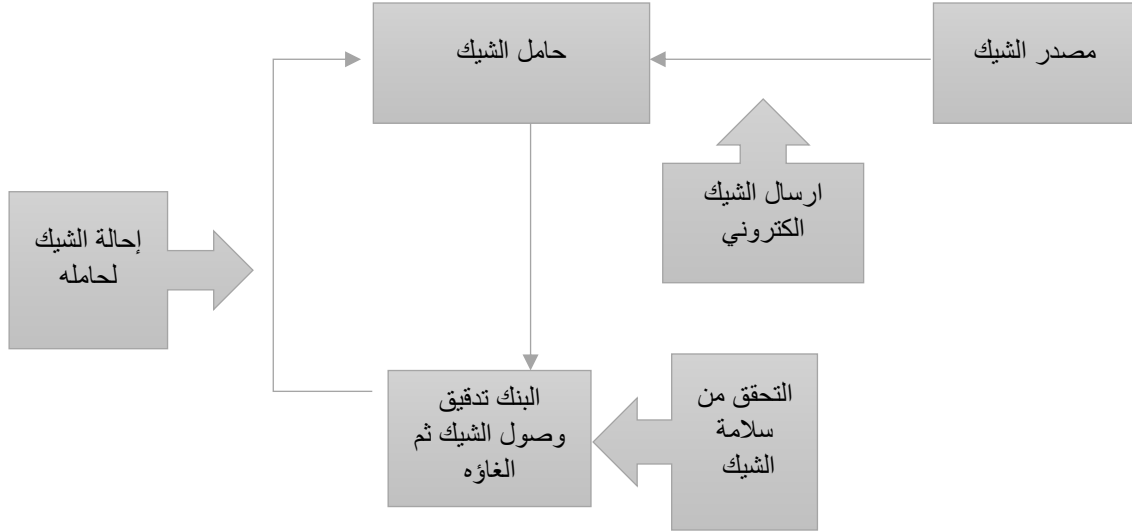 مصدر الشيك
حامل الشيك
ارسال الشيك
الكتروني
إحالة الشيك
لحامله
التحقق من
سلامة
الشيك
البنك تدقيق
وصول الشيك ثم
الغاؤه